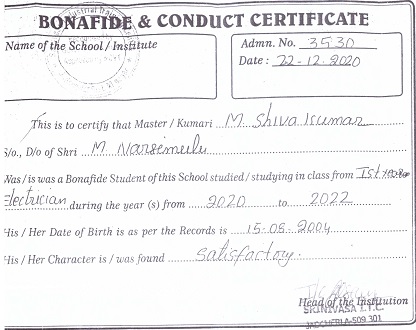 BONAFIDE & CONDUCT CERTIFICATE
Name of the School / Institute
Admn. No. 3530
Date : 22-12-2020
This is to certify that Master / Kumari M. Shiva kumar
S/o., D/o of Shri M. Narsimulu
Was / is was a Bonafide Student of this School studied / studying in class from Ist year
Electrician during the year (s) from 2020 to 2022
His / Her Date of Birth is as per the Records is 15-08-2004
His / Her Character is / was found Satisfactory.
Head of the Institution
SRINIVASA I.T.C.
JADCHERLA-509 301